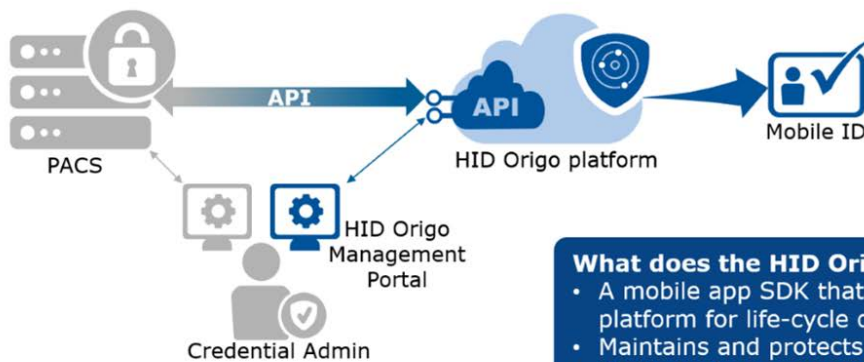 API
API
Mobile ID
PACS
HID Origo platform
HID Origo
Management
Portal
Credential Admin
What does the HID Ori
• A mobile app SDK that
platform for life-cycle
• Maintains and protects